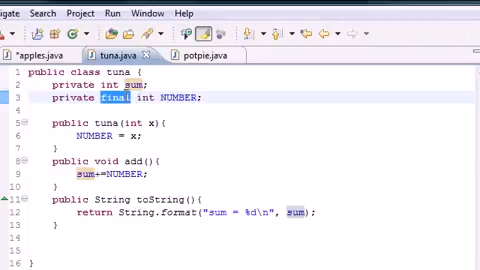 igate Search Project Run Window Help
*apples.java tuna.java potpie.java
1 public class tuna {
2 private int sum;
3 private final int NUMBER;
4
5 public tuna(int x){
6 NUMBER = x;
7 }
8 public void add(){
9 sum+=NUMBER;
10 }
11 public String toString(){
12 return String.format("sum = %d\n", sum);
13 }
14
15
16 }